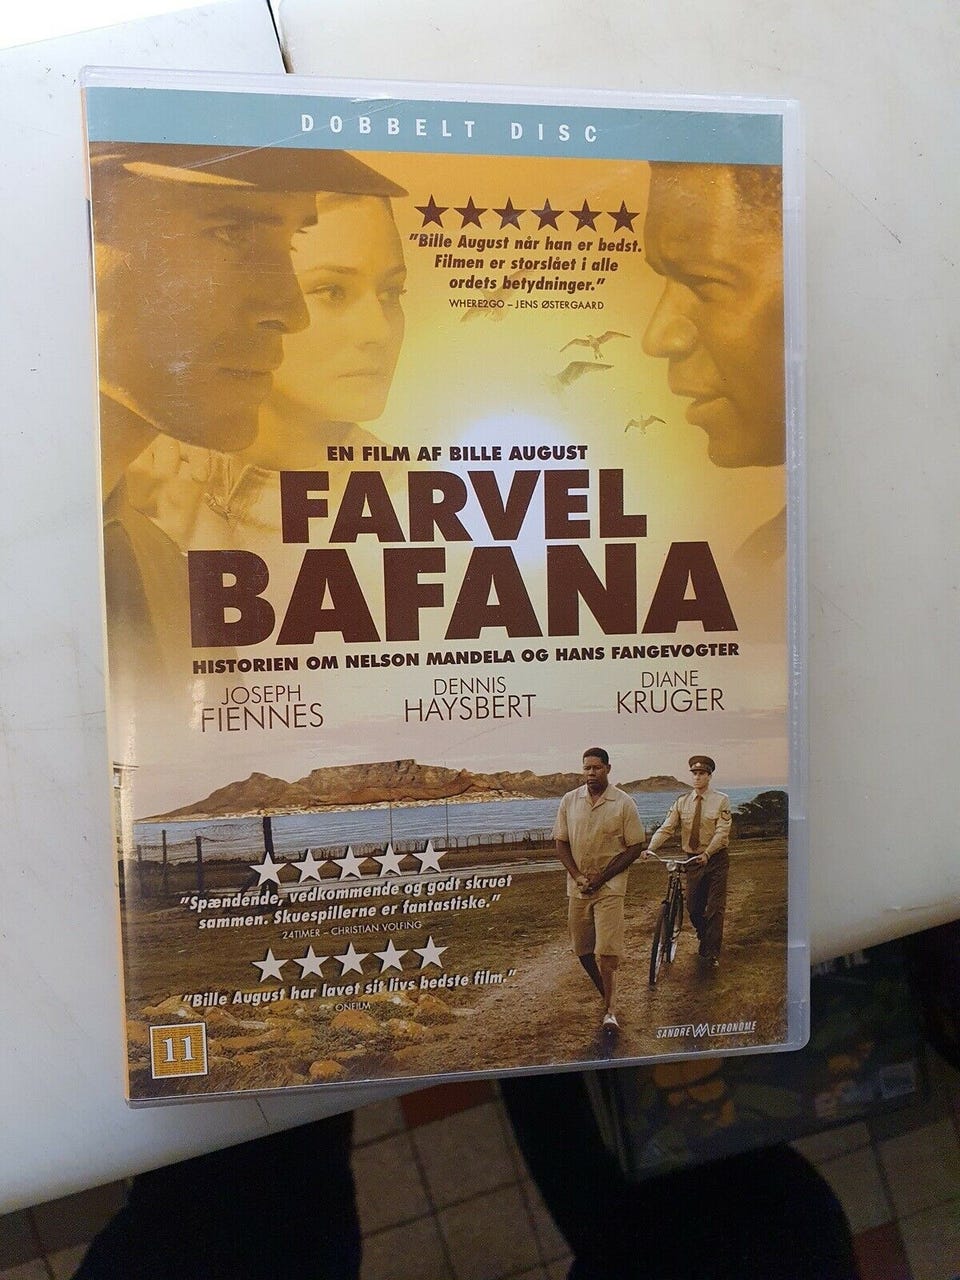 DOBBELT DISC
"Bille August når han er bedst.
Filmen er storslået i alle
ordets betydninger."
WHERE2GO – JENS ØSTERGAARD
EN FILM AF BILLE AUGUST
FARVEL
BAFANA
HISTORIEN OM NELSON MANDELA OG HANS FANGEVOGTER
JOSEPH
FIENNES
DENNIS
HAYSBERT
DIANE
KRUGER
"Spændende, vedkommende og godt skruet
sammen. Skuespillerne er fantastiske."
24TIMER – CHRISTIAN VOLFING
"Bille August har lavet sit livs bedste film."
ONFILM
11
SANDRE METRONOME